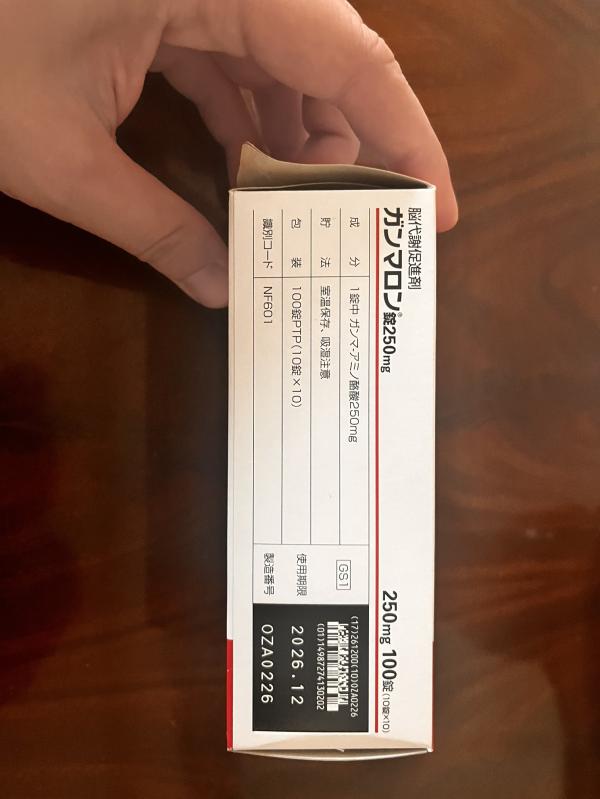 脳代謝促進剤
ガンマロン®錠250mg
250mg 100錠(10錠×10)
成 分 1錠中 ガンマ-アミノ酪酸250mg
貯 法 室温保存、吸湿注意
包 装 100錠PTP(10錠×10)
識別コード NF601
GS1
使用期限
製造番号
(17)261200(10)0ZA0226
(01)14987274130202
2026.12
0ZA0226